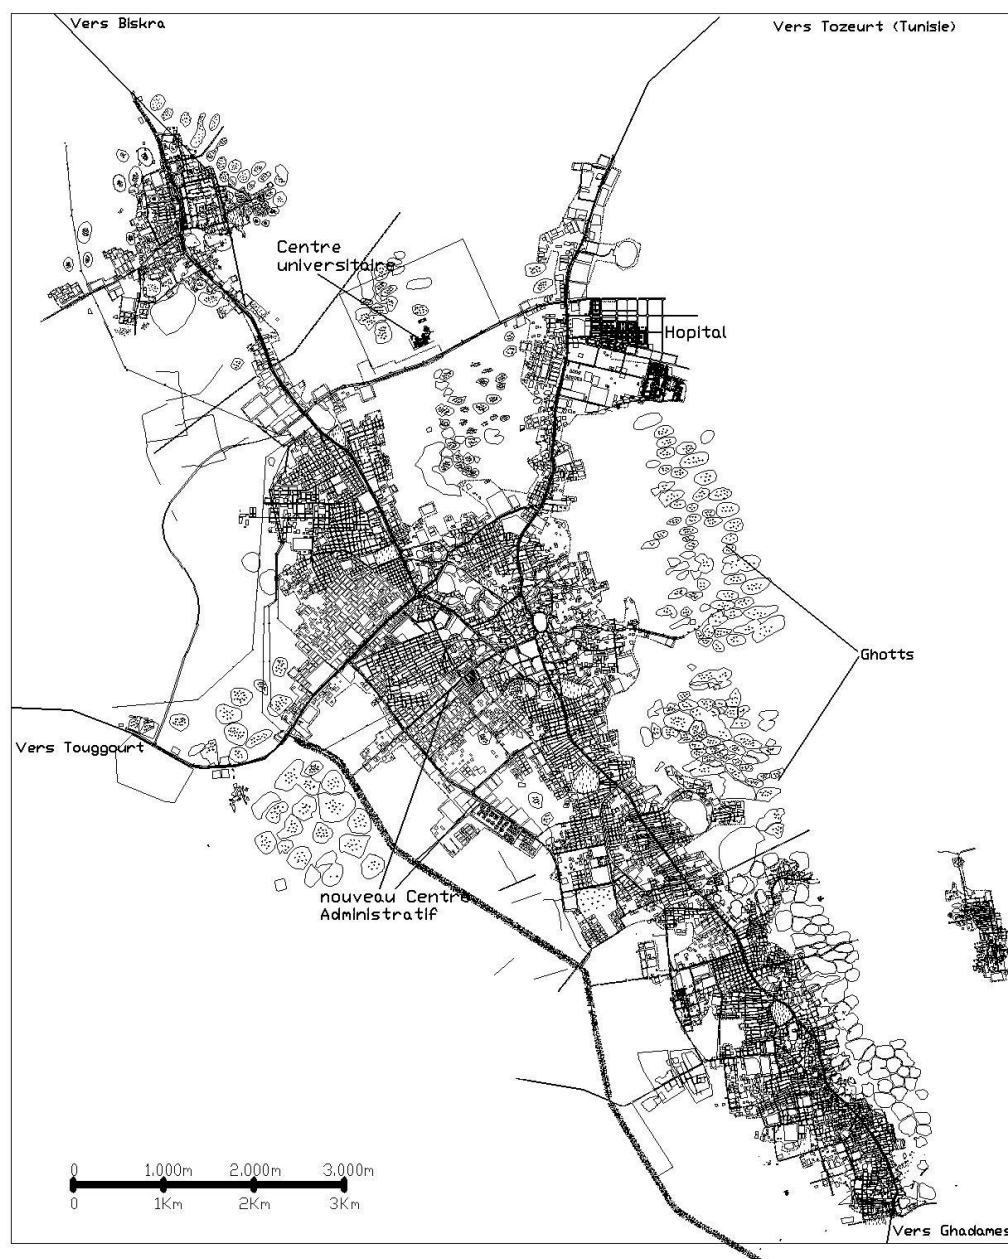 Vers Biskra
Vers Tozeurt (Tunisie)
Centre
universitaire
Hopital
Ghotts
Vers Touggourt
nouveau Centre
Administratif
0 1.000m 2,000m 3,000m
0 1Km 2Km 3Km
Vers Ghadames